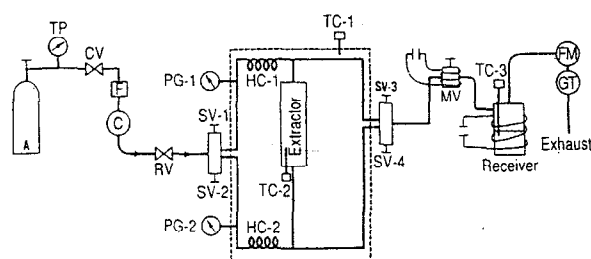 TP
CV
F
C
A
RV
PG-1
SV-1
SV-2
PG-2
HC-1
Extractor
TC-2
HC-2
TC-1
SV-3
SV-4
MV
TC-3
Receiver
FM
GT
Exhaust